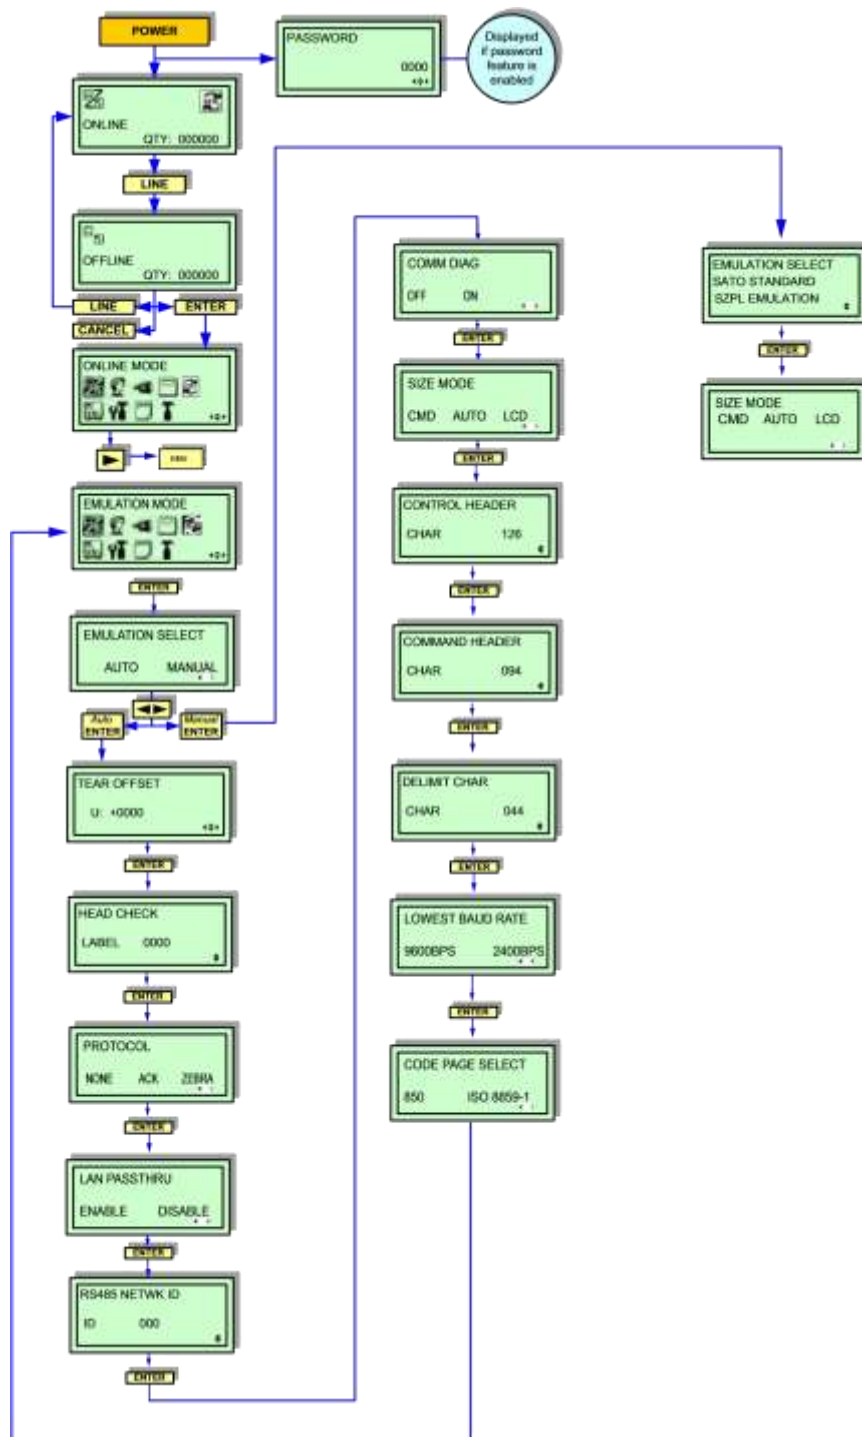 POWER
PASSWORD
0000
Displayed
if password
feature is
enabled
ONLINE
QTY: 000000
LINE
OFFLINE
QTY: 000000
LINE
ENTER
CANCEL
ONLINE MODE
EMULATION MODE
ENTER
EMULATION SELECT
AUTO MANUAL
Auto
ENTER
Manual
ENTER
TEAR OFFSET
U: +0000
ENTER
HEAD CHECK
LABEL 0000
ENTER
PROTOCOL
NONE ACK ZEBRA
ENTER
LAN PASSTHRU
ENABLE DISABLE
ENTER
RS485 NETWK ID
ID 000
ENTER
COMM DIAG
OFF ON
ENTER
SIZE MODE
CMD AUTO LCD
ENTER
CONTROL HEADER
CHAR 126
ENTER
COMMAND HEADER
CHAR 094
ENTER
DELIMIT CHAR
CHAR 044
ENTER
LOWEST BAUD RATE
9600BPS 2400BPS
ENTER
CODE PAGE SELECT
850 ISO 8859-1
EMULATION SELECT
SATO STANDARD
SZPL EMULATION
ENTER
SIZE MODE
CMD AUTO LCD